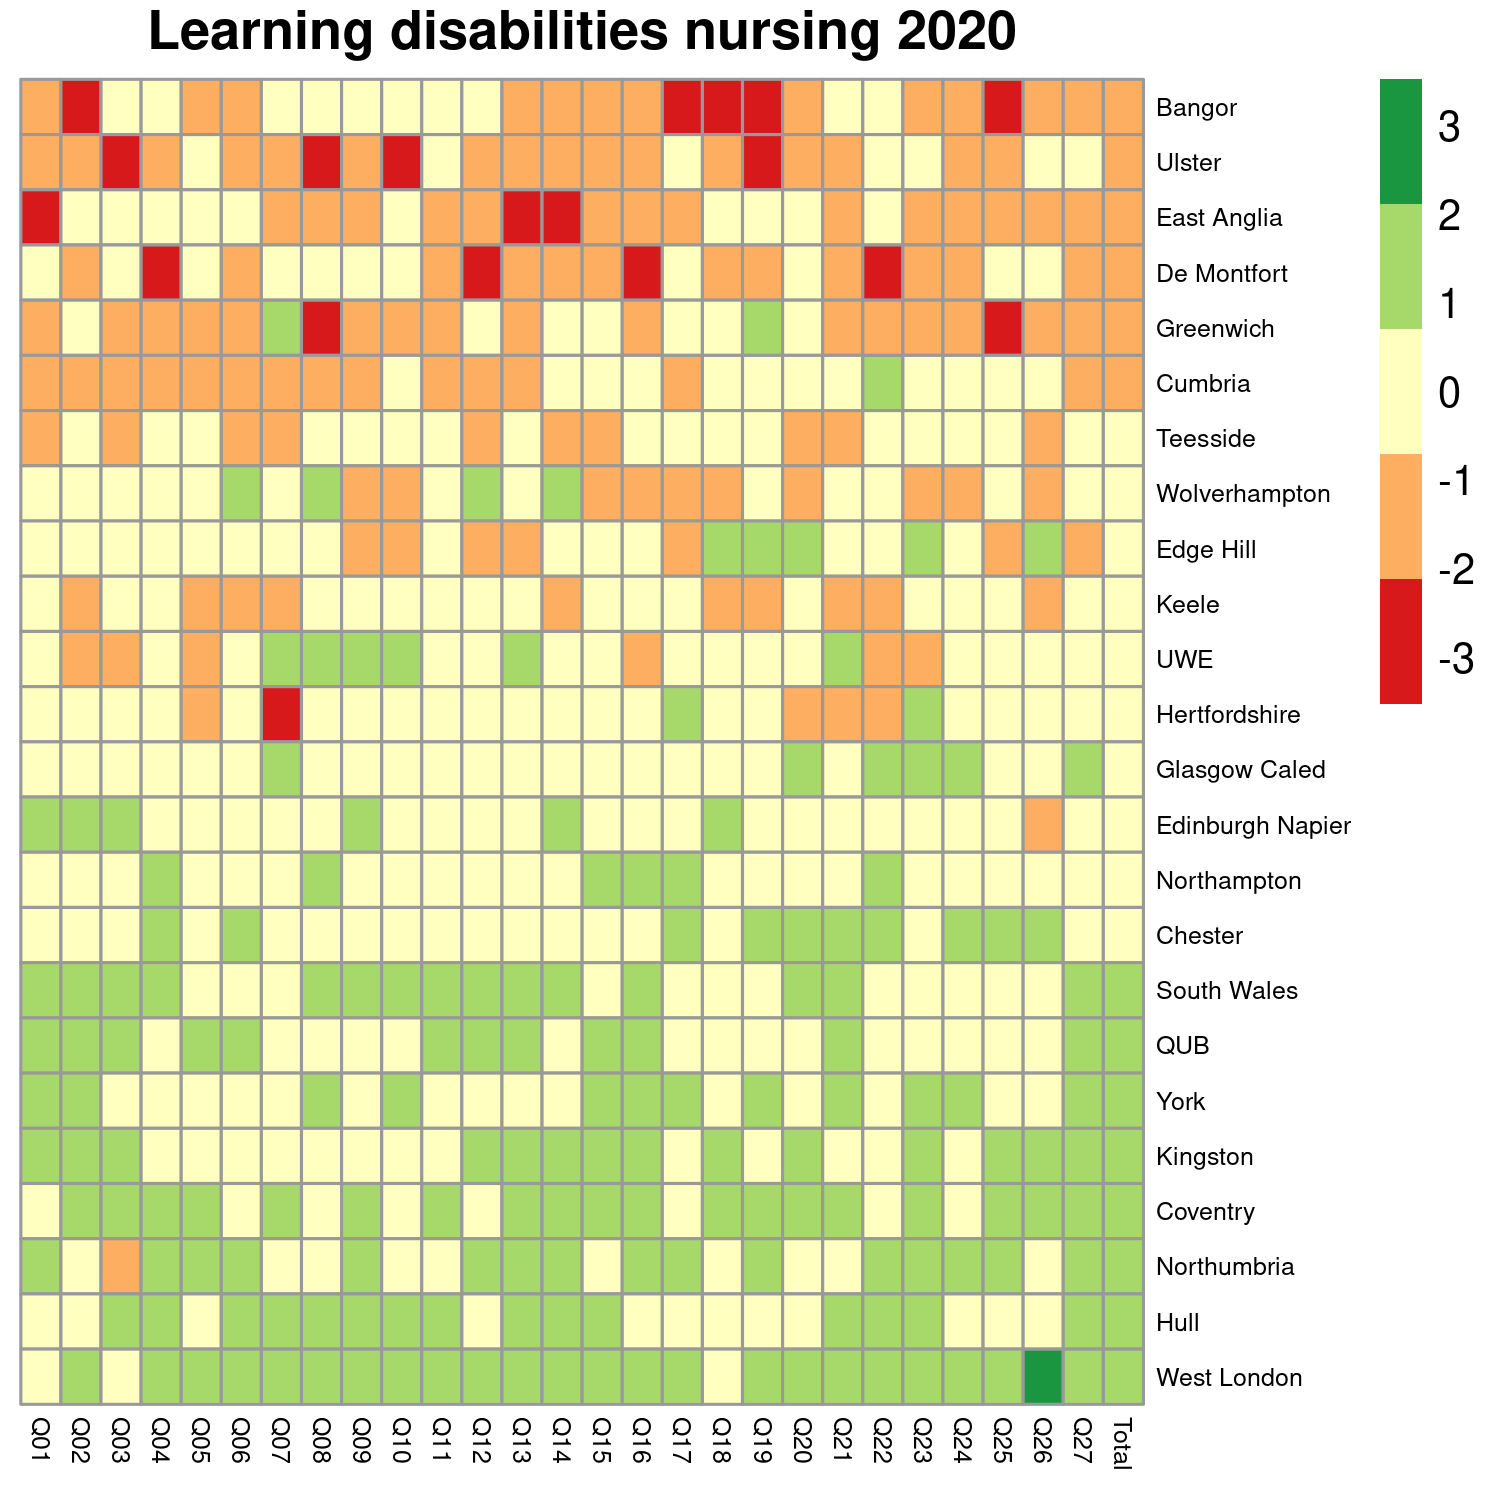 Learning disabilities nursing 2020
Bangor
Ulster
East Anglia
De Montfort
Greenwich
Cumbria
Teesside
Wolverhampton
Edge Hill
Keele
UWE
Hertfordshire
Glasgow Caled
Edinburgh Napier
Northampton
Chester
South Wales
QUB
York
Kingston
Coventry
Northumbria
Hull
West London
Q01 Q02 Q03 Q04 Q05 Q06 Q07 Q08 Q09 Q10 Q11 Q12 Q13 Q14 Q15 Q16 Q17 Q18 Q19 Q20 Q21 Q22 Q23 Q24 Q25 Q26 Q27 Total
3
2
1
0
-1
-2
-3